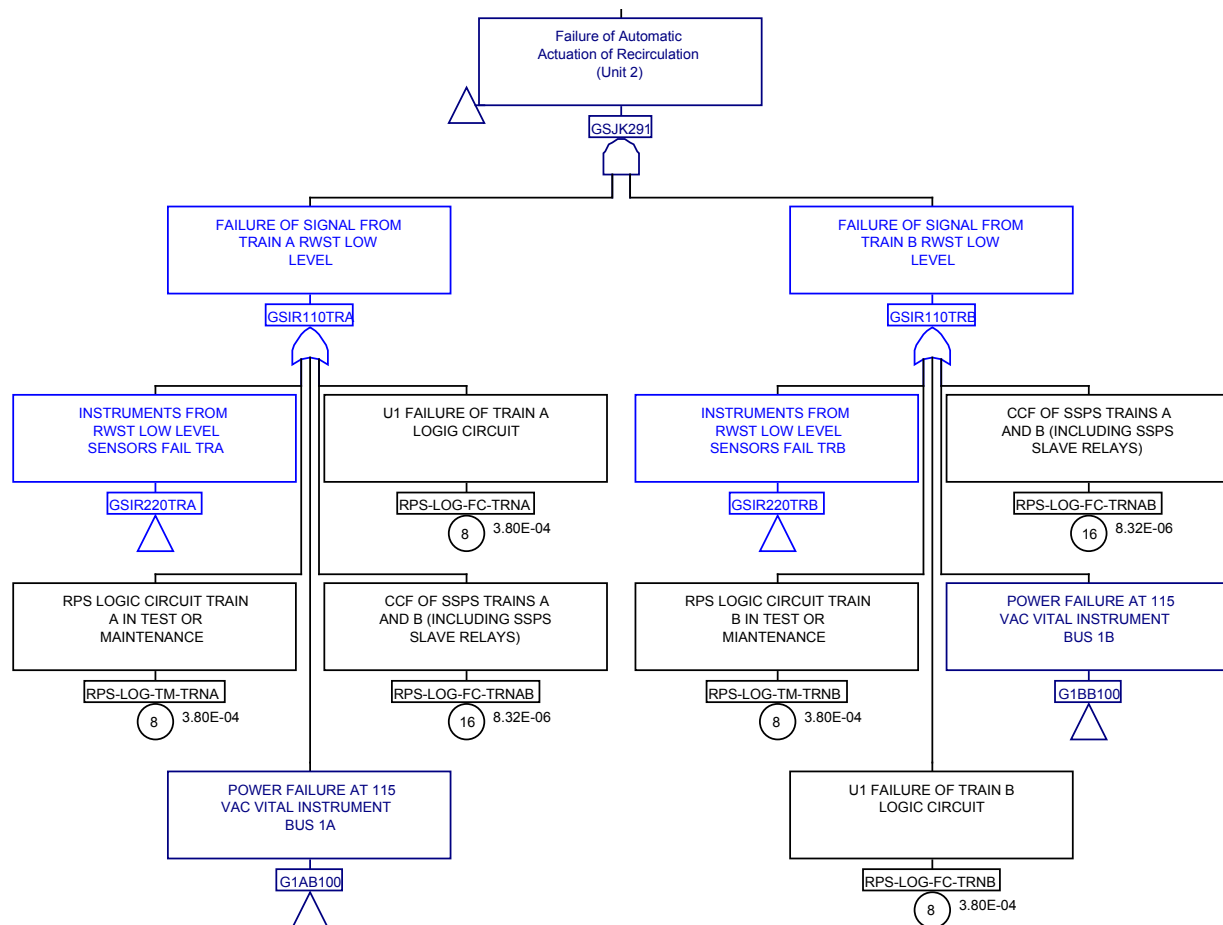 Failure of Automatic
Actuation of Recirculation
(Unit 2)
GSJK291
FAILURE OF SIGNAL FROM
TRAIN A RWST LOW
LEVEL
GSIR110TRA
FAILURE OF SIGNAL FROM
TRAIN B RWST LOW
LEVEL
GSIR110TRB
INSTRUMENTS FROM
RWST LOW LEVEL
SENSORS FAIL TRA
GSIR220TRA
U1 FAILURE OF TRAIN A
LOGIG CIRCUIT
RPS-LOG-FC-TRNA
8 3.80E-04
INSTRUMENTS FROM
RWST LOW LEVEL
SENSORS FAIL TRB
GSIR220TRB
CCF OF SSPS TRAINS A
AND B (INCLUDING SSPS
SLAVE RELAYS)
RPS-LOG-FC-TRNAB
16 8.32E-06
RPS LOGIC CIRCUIT TRAIN
A IN TEST OR
MAINTENANCE
RPS-LOG-TM-TRNA
8 3.80E-04
CCF OF SSPS TRAINS A
AND B (INCLUDING SSPS
SLAVE RELAYS)
RPS-LOG-FC-TRNAB
16 8.32E-06
RPS LOGIC CIRCUIT TRAIN
B IN TEST OR
MIANTENANCE
RPS-LOG-TM-TRNB
8 3.80E-04
POWER FAILURE AT 115
VAC VITAL INSTRUMENT
BUS 1B
G1BB100
POWER FAILURE AT 115
VAC VITAL INSTRUMENT
BUS 1A
G1AB100
U1 FAILURE OF TRAIN B
LOGIC CIRCUIT
RPS-LOG-FC-TRNB
8 3.80E-04